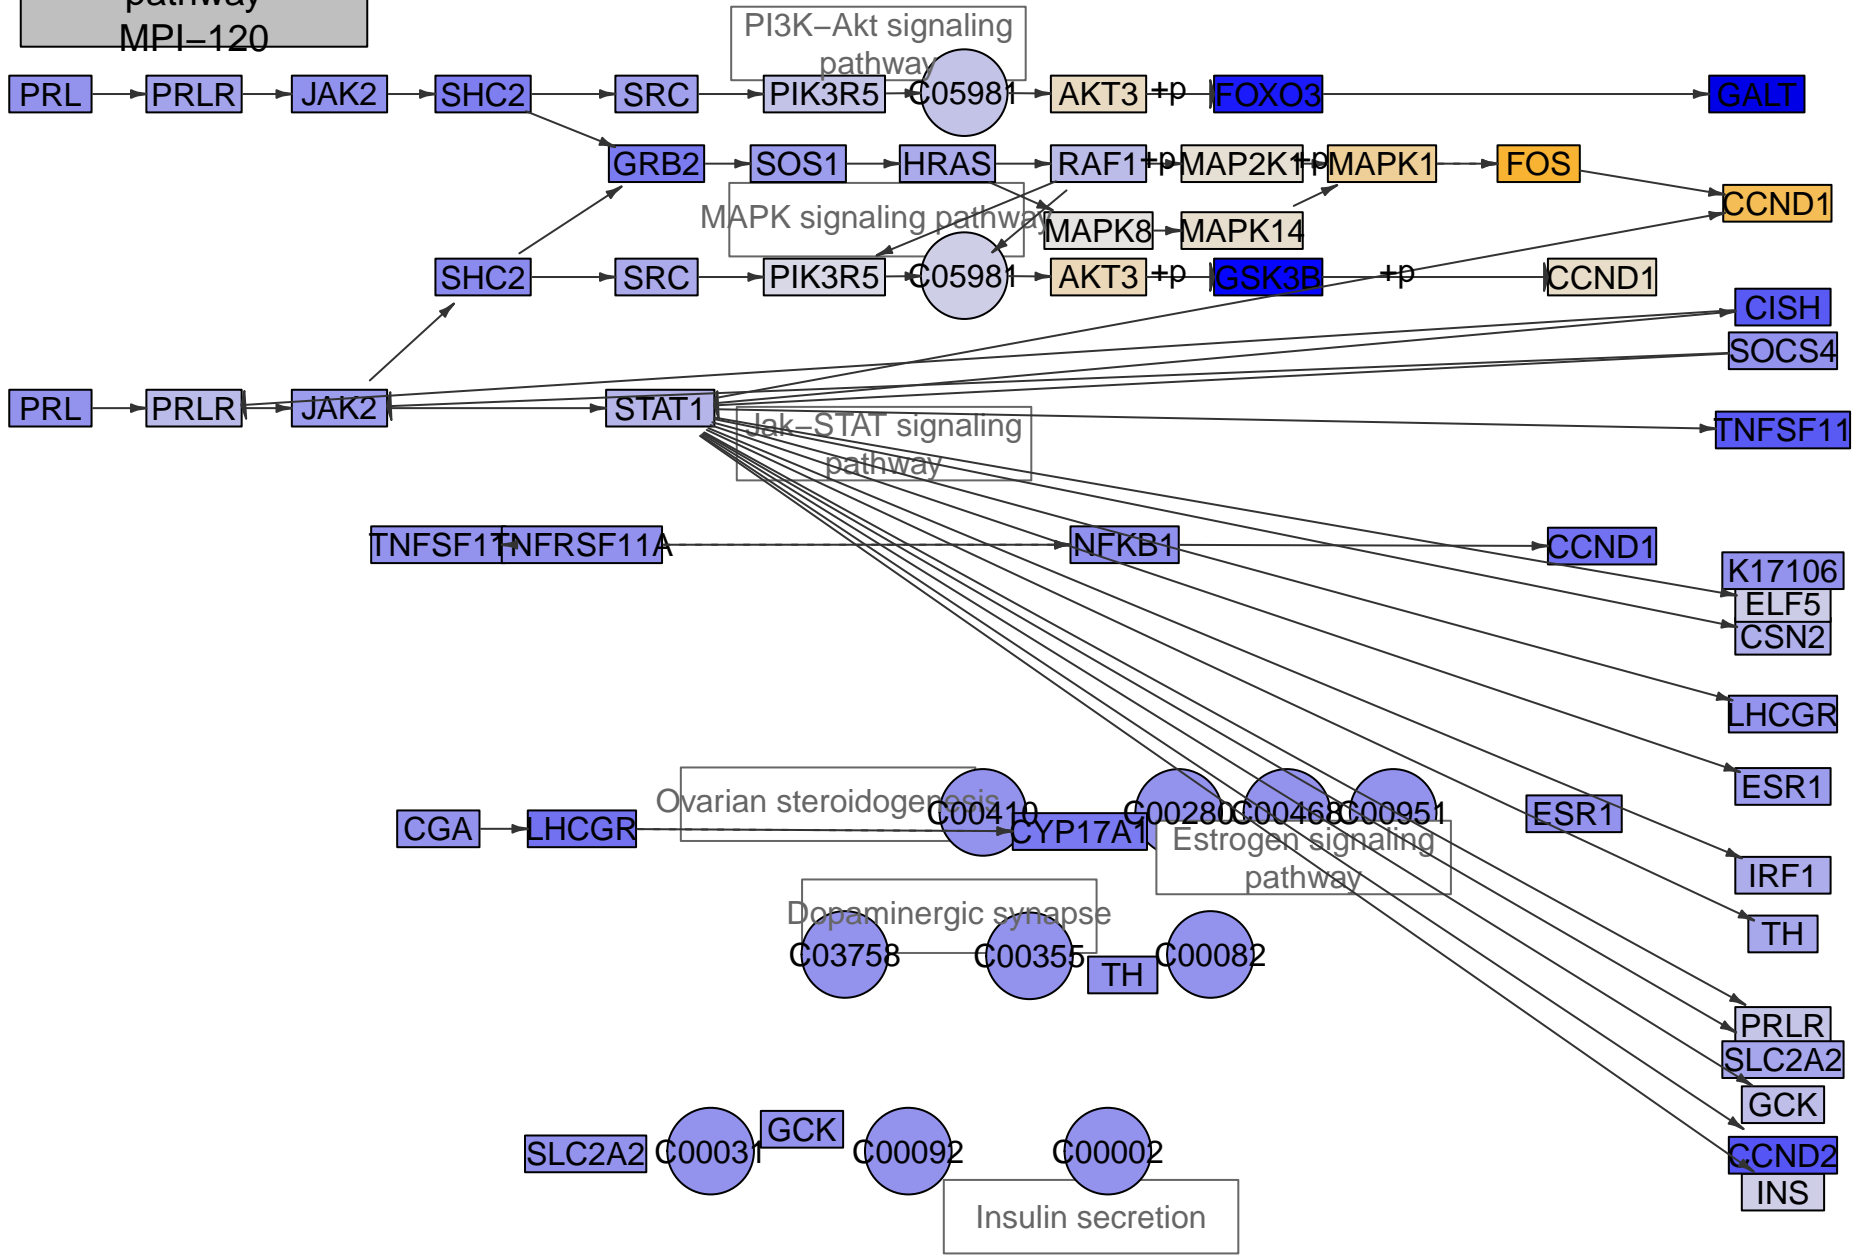 pathway
MPI–120
PI3K–Akt signaling
pathway
PRL
PRLR
JAK2
SHC2
SRC
PIK3R5
C05981
AKT3
+p
FOXO3
GALT
GRB2
SOS1
HRAS
RAF1
+p
MAP2K1
+p
MAPK1
FOS
CCND1
MAPK signaling pathway
MAPK8
MAPK14
SHC2
SRC
PIK3R5
C05981
AKT3
+p
GSK3B
+p
CCND1
CISH
SOCS4
PRL
PRLR
JAK2
STAT1
Jak–STAT signaling
pathway
TNFSF11
TNFSF11
TNFRSF11A
NFKB1
CCND1
K17106
ELF5
CSN2
LHCGR
ESR1
Ovarian steroidogenesis
C00410
C00280
C00468
C00951
ESR1
CGA
LHCGR
CYP17A1
Estrogen signaling
pathway
IRF1
Dopaminergic synapse
TH
C03758
C00355
TH
C00082
PRLR
SLC2A2
GCK
SLC2A2
C00031
GCK
C00092
C00002
CCND2
INS
Insulin secretion